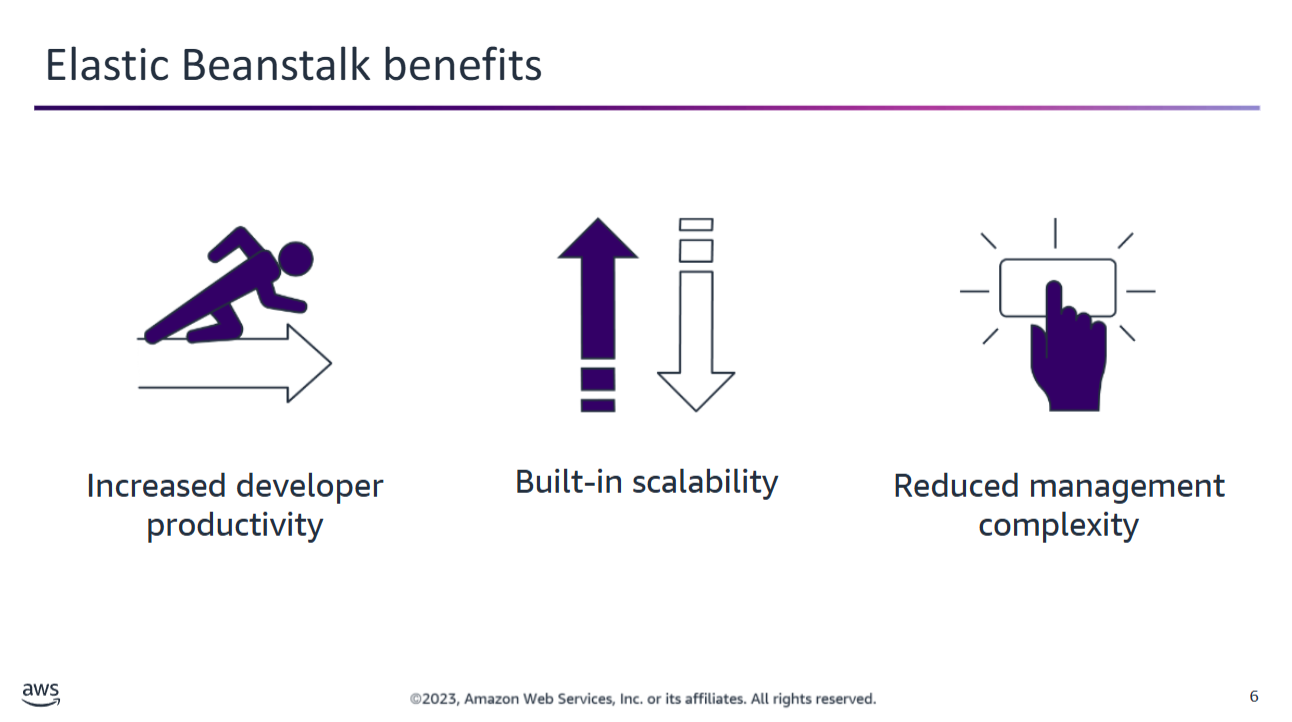 Elastic Beanstalk benefits
Increased developer
productivity
Built-in scalability
Reduced management
complexity
aws
©2023, Amazon Web Services, Inc. or its affiliates. All rights reserved.
6